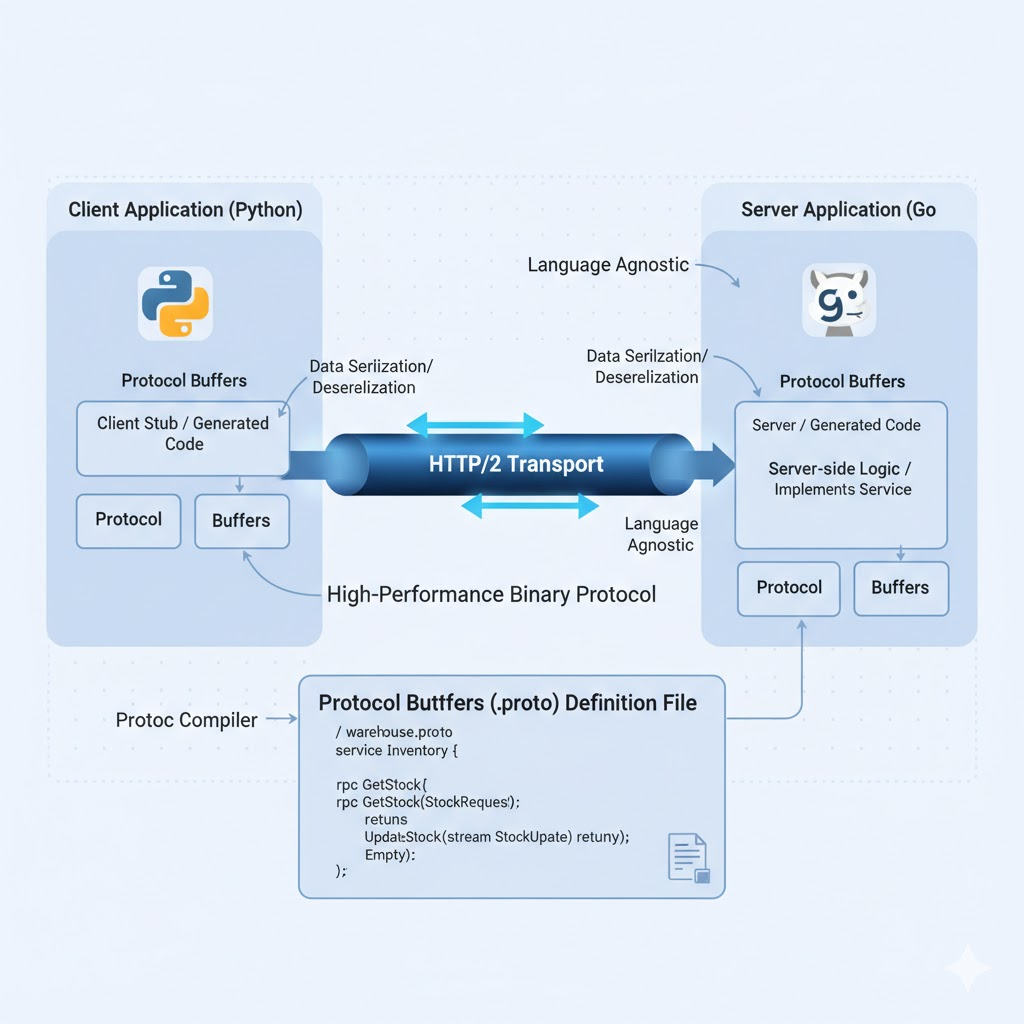 Client Application (Python)
Protocol Buffers
Client Stub / Generated
Code
Protocol
Buffers
Data Seriization/
Deserelization
HTTP/2 Transport
High-Performance Binary Protocol
Language Agnostic
Data Serilzation/
Deserelization
Language
Agnostic
Server Application (Go
g
Protocol Buffers
Server / Generated Code
Server-side Logic /
Implements Service
Protocol
Buffers
Protoc Compiler
Protocol Buttfers (.proto) Definition File
/ warehouse.proto
service Inventory {
rpc GetStock(
rpc GetStock(StockReques');
retuns
UpdateStock(stream StockUpate) retuny);
Empty):
);